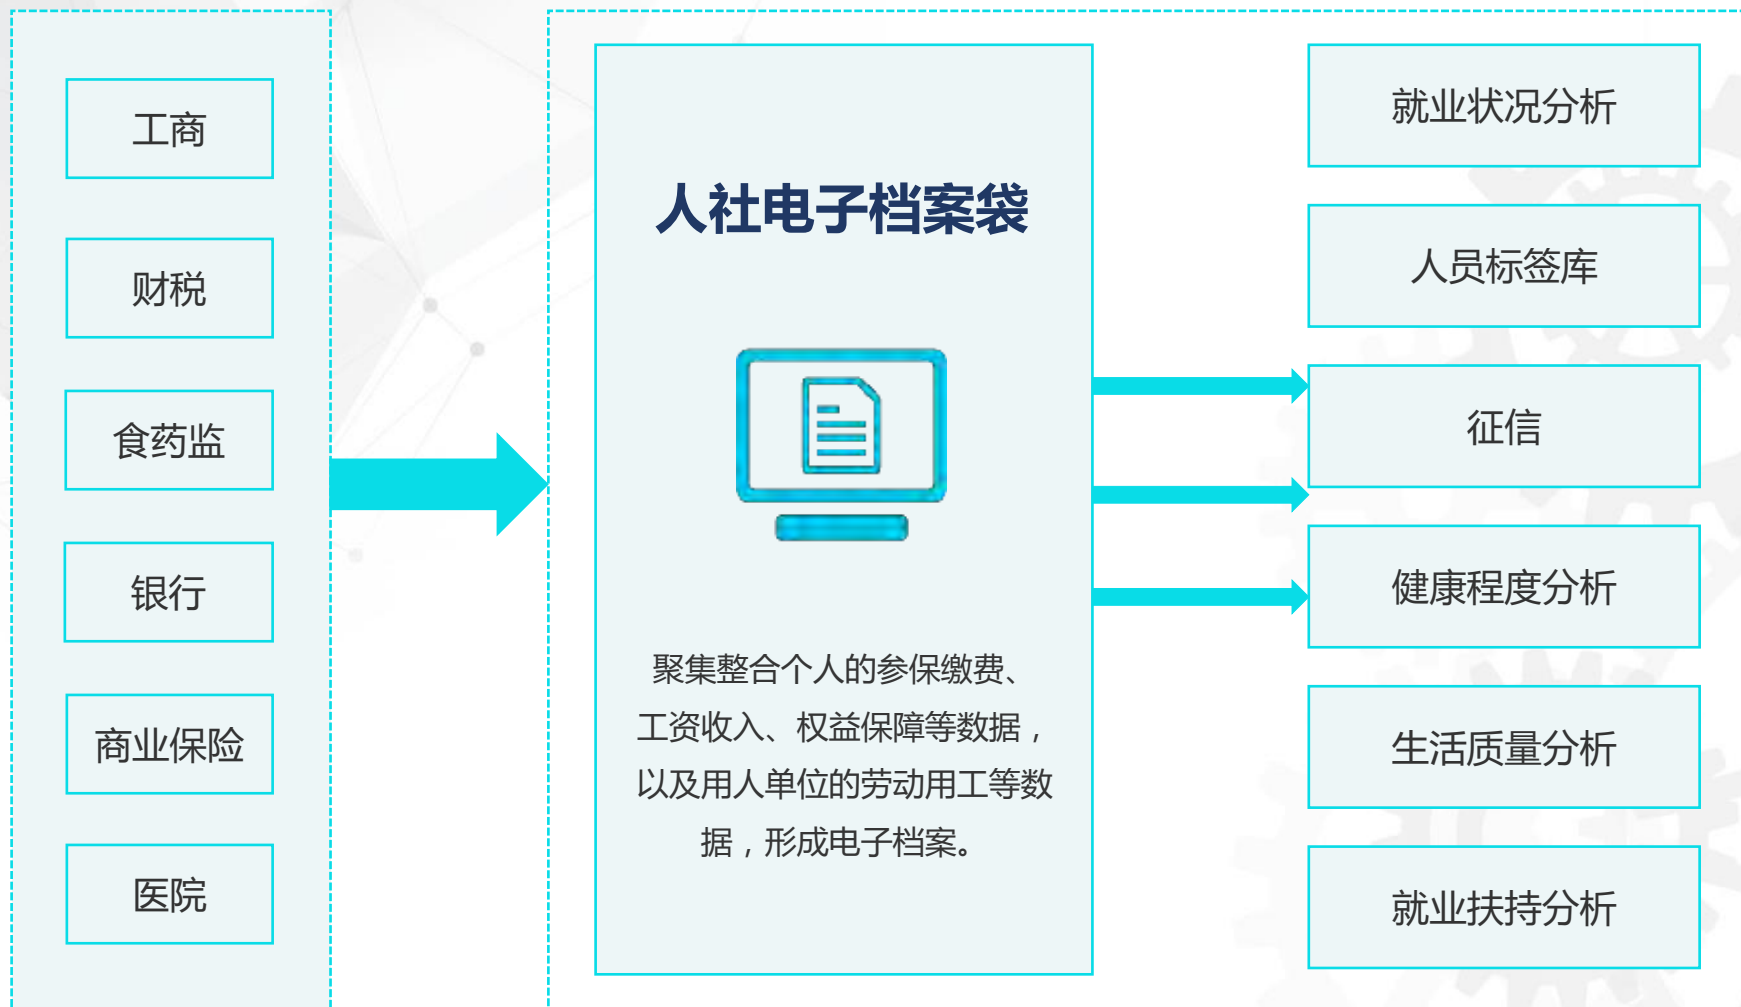 工商
财税
食药监
银行
商业保险
医院
人社电子档案袋
聚集整合个人的参保缴费、
工资收入、权益保障等数据，
以及用人单位的劳动用工等数
据，形成电子档案。
就业状况分析
人员标签库
征信
健康程度分析
生活质量分析
就业扶持分析